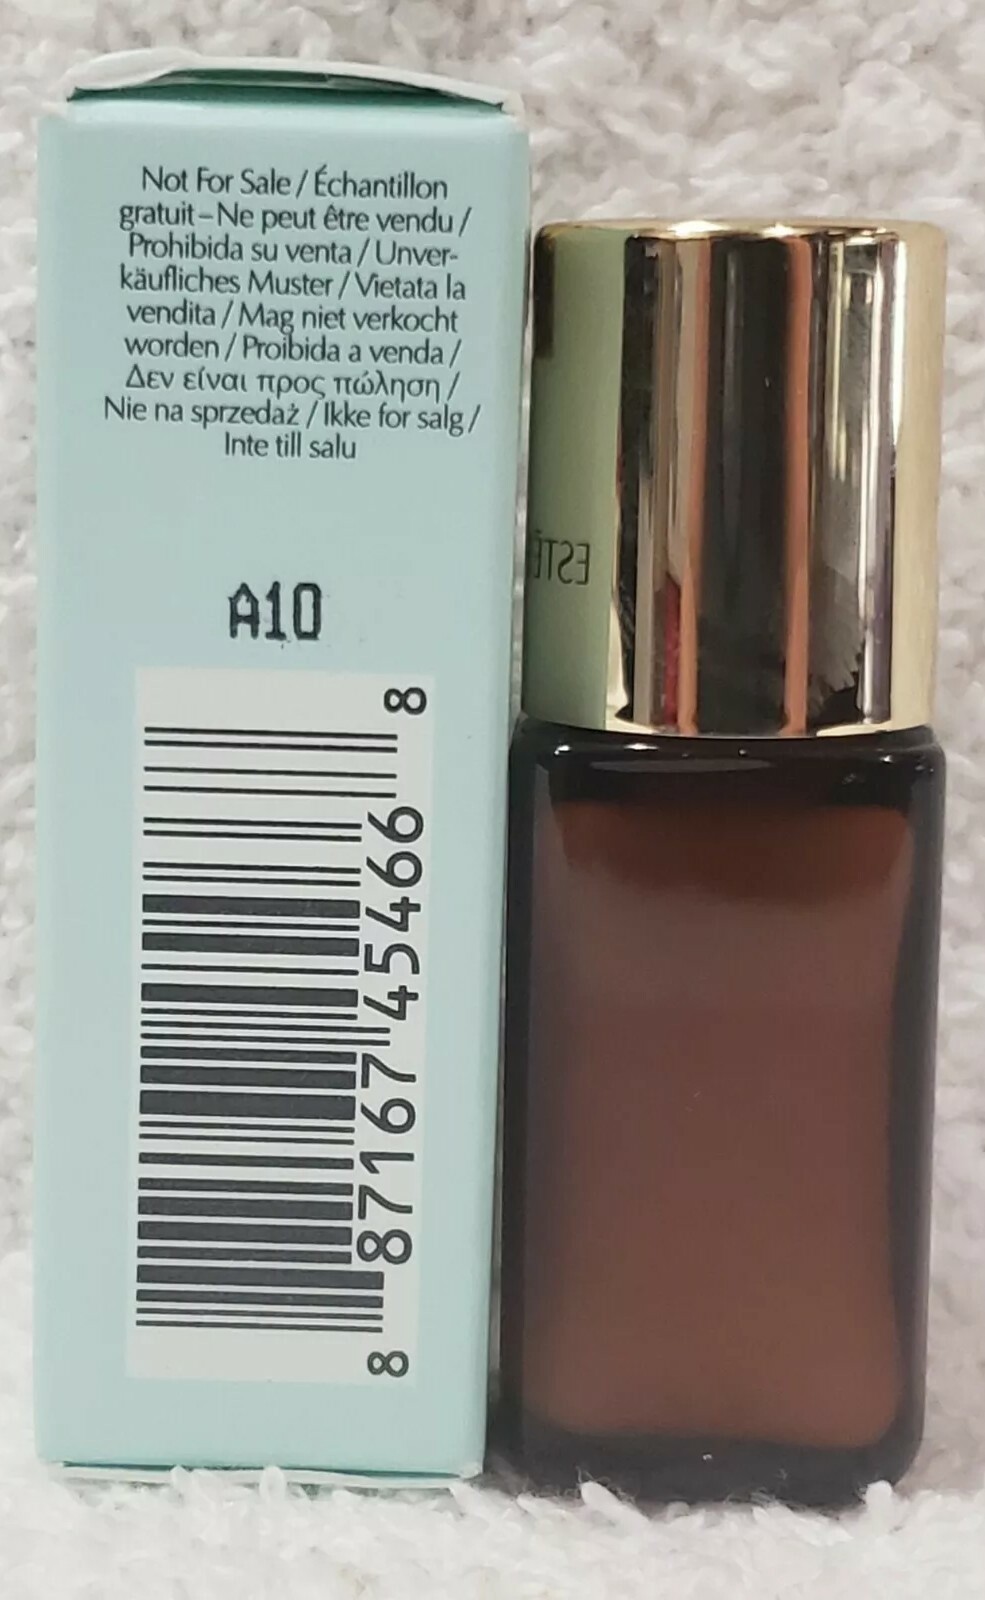 Not For Sale / Échantillon
gratuit – Ne peut être vendu /
Prohibida su venta / Unver-
käufliches Muster / Vietata la
vendita / Mag niet verkocht
worden / Proibida a venda /
Δεν είναι προς πώληση /
Nie na sprzedaż / Ikke for salg /
Inte till salu
A10
8 87167 45466 8
ESTÉ